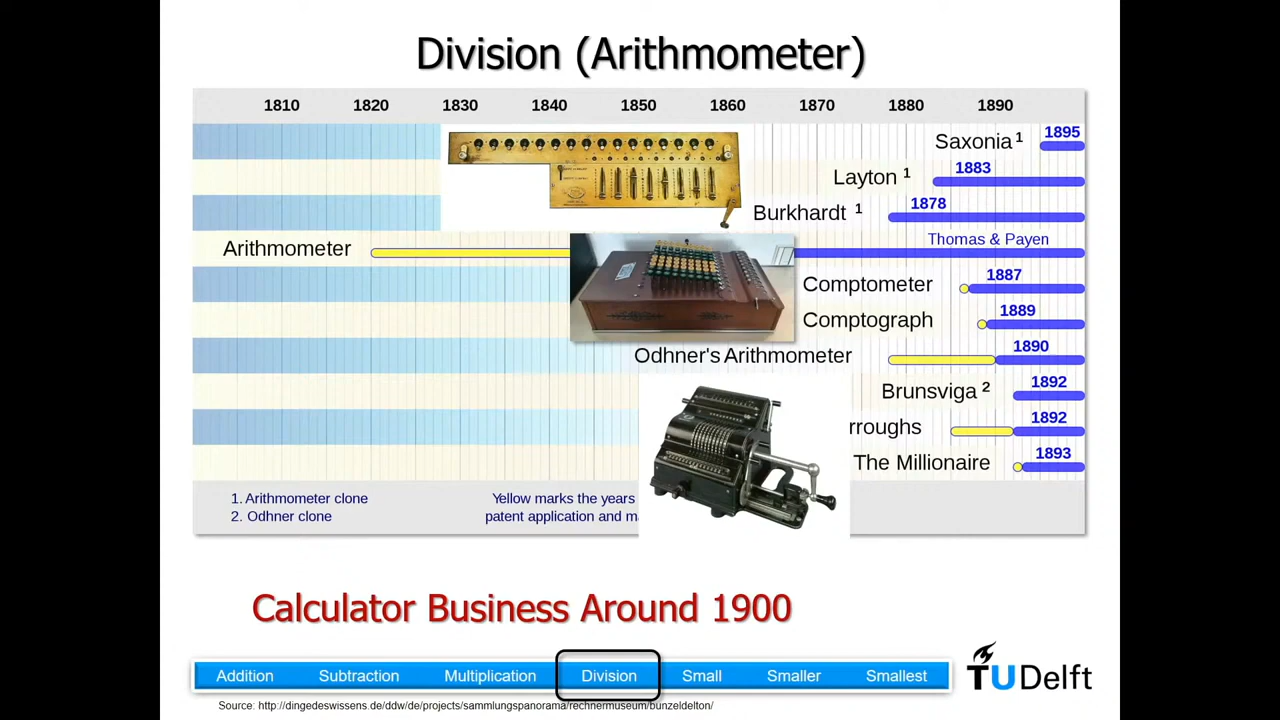 Division (Arithmometer)
1810 1820 1830 1840 1850 1860 1870 1880 1890
Saxonia 1 1895
Layton 1 1883
Burkhardt 1 1878
Arithmometer Thomas & Payen
Comptometer 1887
Comptograph 1889
Odhner's Arithmometer 1890
Brunsviga 2 1892
rroughs 1892
The Millionaire 1893
1. Arithmometer clone
2. Odhner clone
Yellow marks the years
patent application and ma
Calculator Business Around 1900
Addition Subtraction Multiplication Division Small Smaller Smallest
TU Delft
Source: http://dingedeswissens.de/ddw/de/projects/sammlungspanorama/rechnermuseum/bunzeldelton/